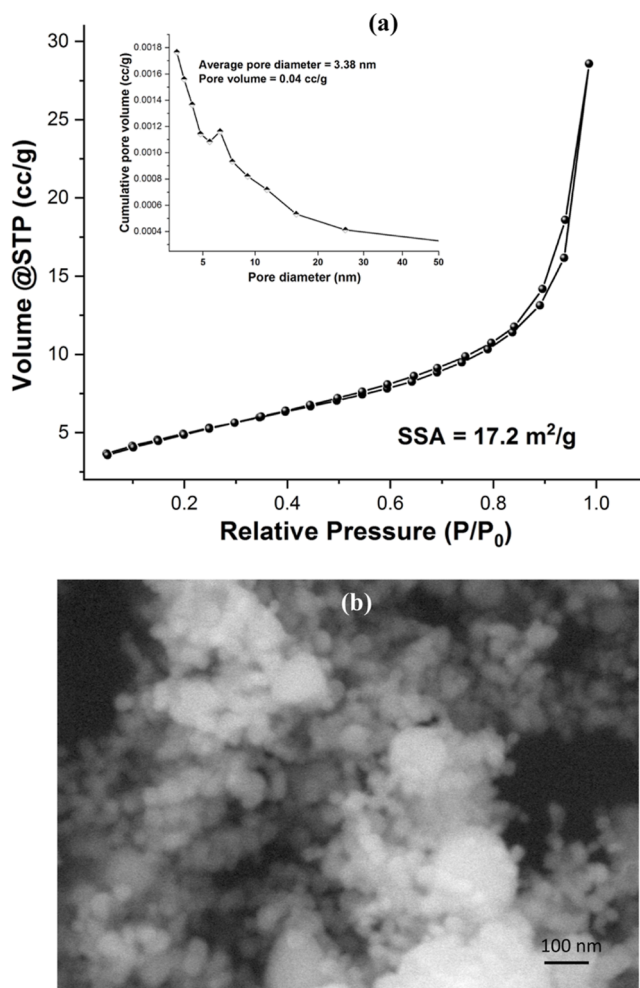 (a)
Volume @STP (cc/g)
30
25
20
15
10
5
0.2
0.4
0.6
0.8
1.0
Relative Pressure (P/P₀)
SSA = 17.2 m²/g
Cumulative pore volume (cc/g)
0.0018
0.0016
0.0014
0.0012
0.0010
0.0008
0.0006
0.0004
Average pore diameter = 3.38 nm
Pore volume = 0.04 cc/g
5
10
20
30
40
50
Pore diameter (nm)
(b)
100 nm